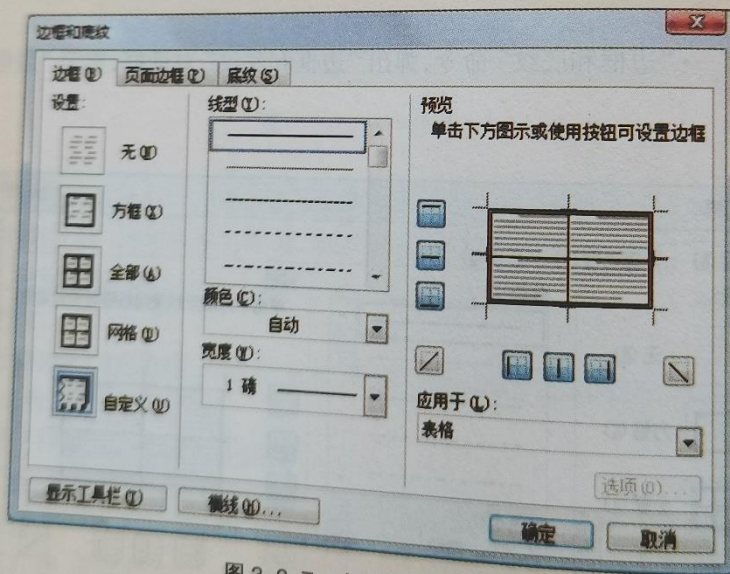 边框和底纹
边框(B) 页面边框(P) 底纹(S)
设置:
无(N)
方框(X)
全部(A)
网格(D)
自定义(U)
线型(Y):
颜色(C):
自动
宽度(W):
1 磅
预览
单击下方图示或使用按钮可设置边框
应用于(L):
表格
选项(O)...
显示工具栏(T) 横线(H)...
确定 取消